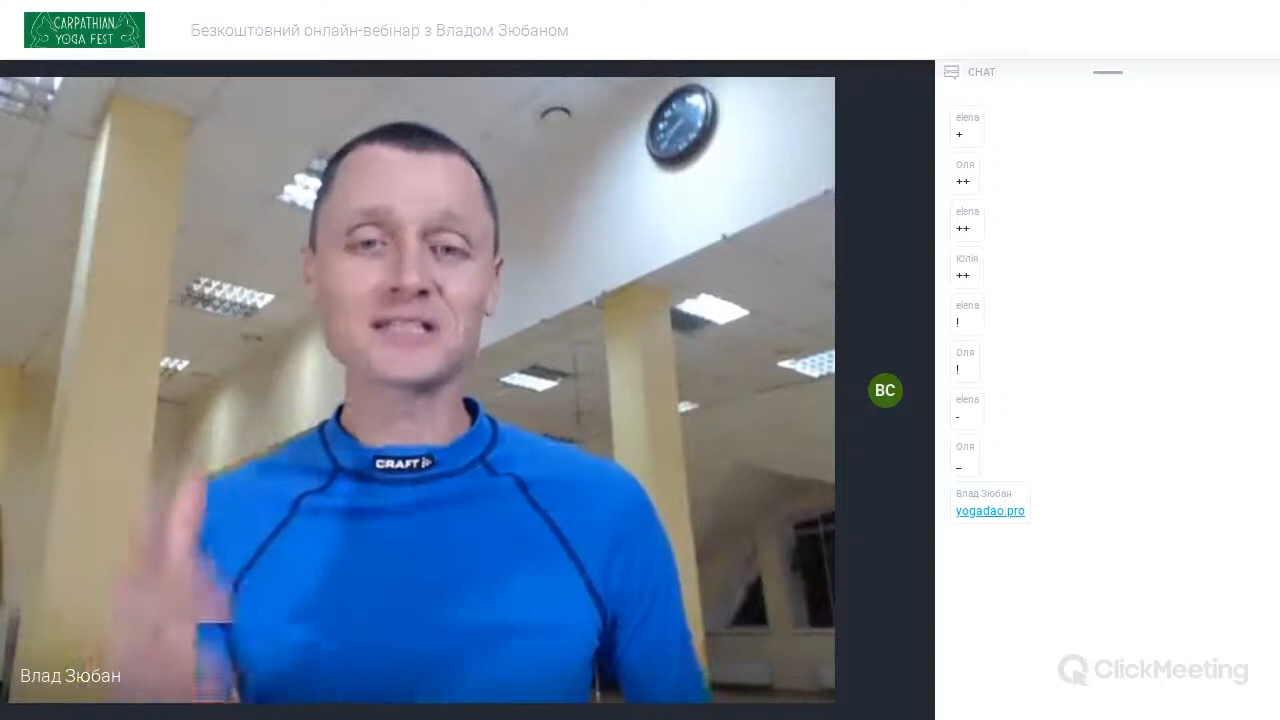 CARPATHIAN
YOGA FEST
Безкоштовний онлайн-вебінар з Владом Зюбаном
CRAFT
Влад Зюбан
BC
CHAT
elena
+
Оля
++
elena
++
Юлія
++
elena
!
Оля
!
elena
-
Оля
_
Влад Зюбан
yogadao.pro
ClickMeeting